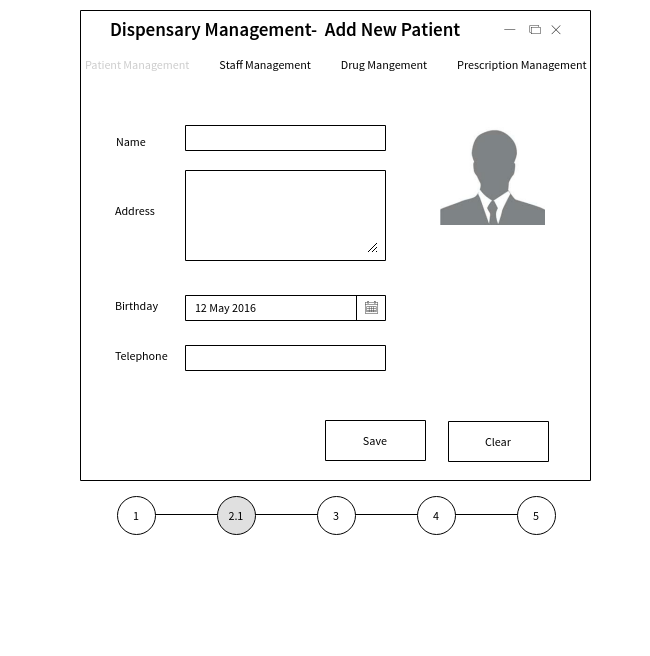 Dispensary Management-  Add New Patient
Patient Management Staff Management Drug Mangement Prescription Management
Name
Address
Birthday 12 May 2016
Telephone
Save Clear
1 2.1 3 4 5